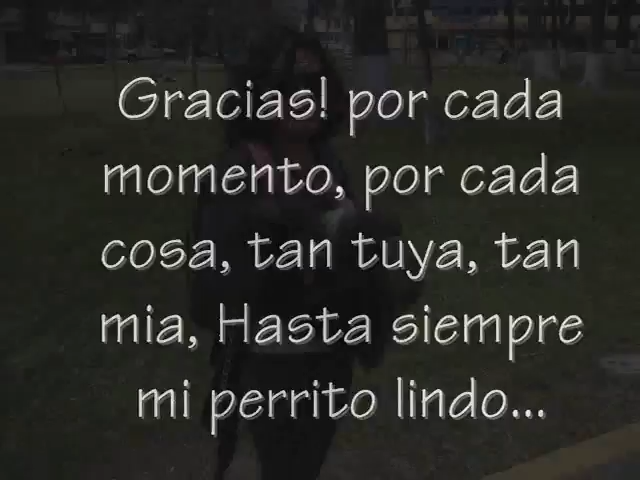 Gracias! por cada
momento, por cada
cosa, tan tuya, tan
mia, Hasta siempre
mi perrito lindo...